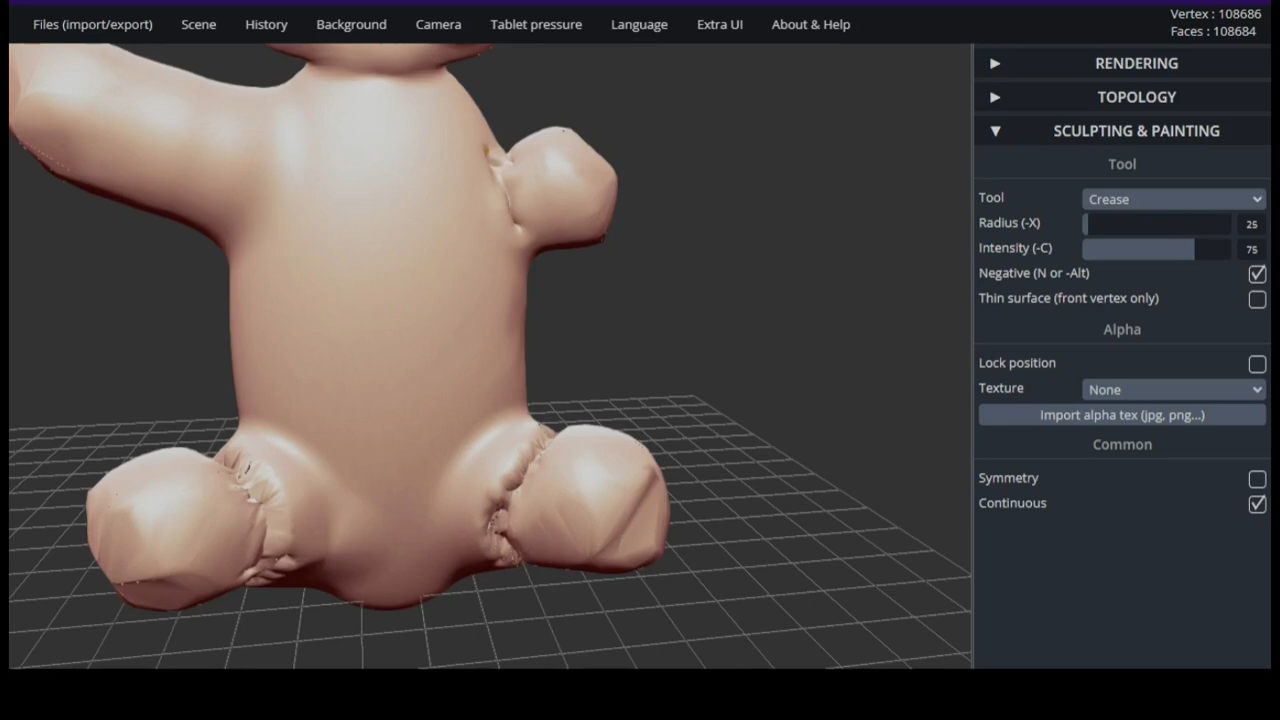 Files (import/export) Scene History Background Camera Tablet pressure Language Extra UI About & Help
Vertex : 108686
Faces : 108684
RENDERING
TOPOLOGY
SCULPTING & PAINTING
Tool
Tool Crease
Radius (-X) 25
Intensity (-C) 75
Negative (N or -Alt)
Thin surface (front vertex only)
Alpha
Lock position
Texture None
Import alpha tex (jpg, png...)
Common
Symmetry
Continuous